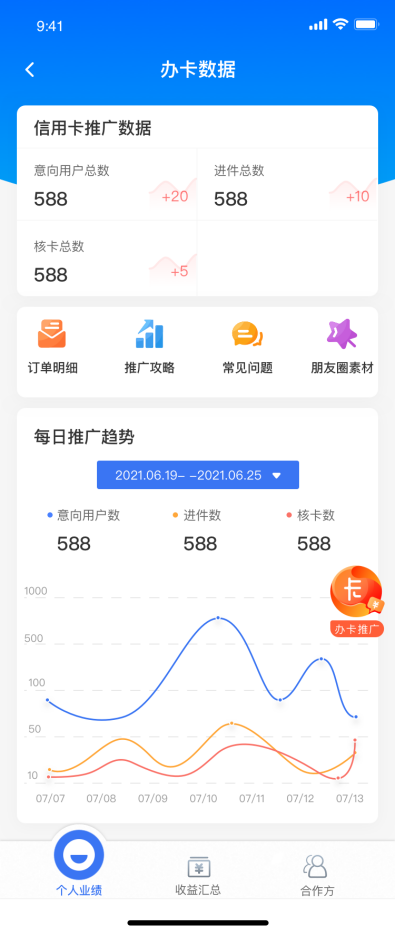 9:41
办卡数据
信用卡推广数据
意向用户总数
588
+20
进件总数
588
+10
核卡总数
588
+5
订单明细 推广攻略 常见问题 朋友圈素材
每日推广趋势
2021.06.19- -2021.06.25
意向用户数 进件数 核卡数
588 588 588
1000
卡
¥
办卡推广
500
100
50
10
07/07 07/08 07/09 07/10 07/11 07/12 07/13
¥
个人业绩 收益汇总 合作方